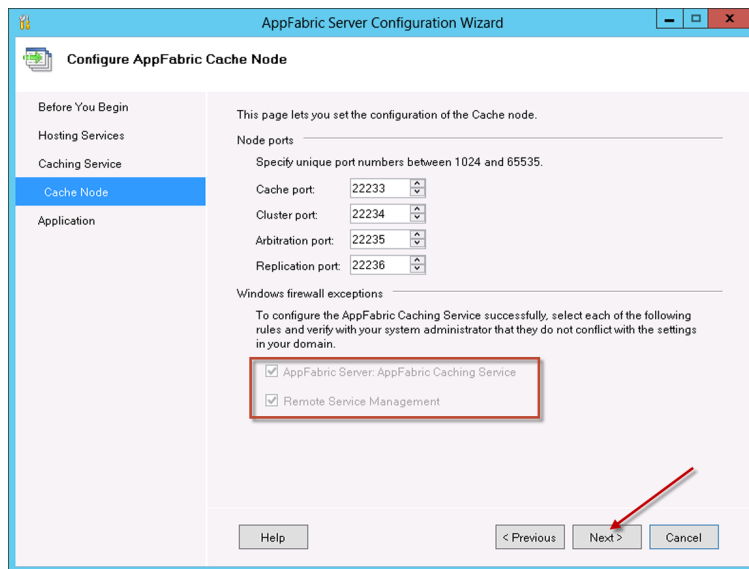 AppFabric Server Configuration Wizard
Configure AppFabric Cache Node
Before You Begin
Hosting Services
Caching Service
Cache Node
Application
This page lets you set the configuration of the Cache node.
Node ports
Specify unique port numbers between 1024 and 65535.
Cache port: 22233
Cluster port: 22234
Arbitration port: 22235
Replication port: 22236
Windows firewall exceptions
To configure the AppFabric Caching Service successfully, select each of the following
rules and verify with your system administrator that they do not conflict with the settings
in your domain.
AppFabric Server: AppFabric Caching Service
Remote Service Management
Help
< Previous
Next >
Cancel